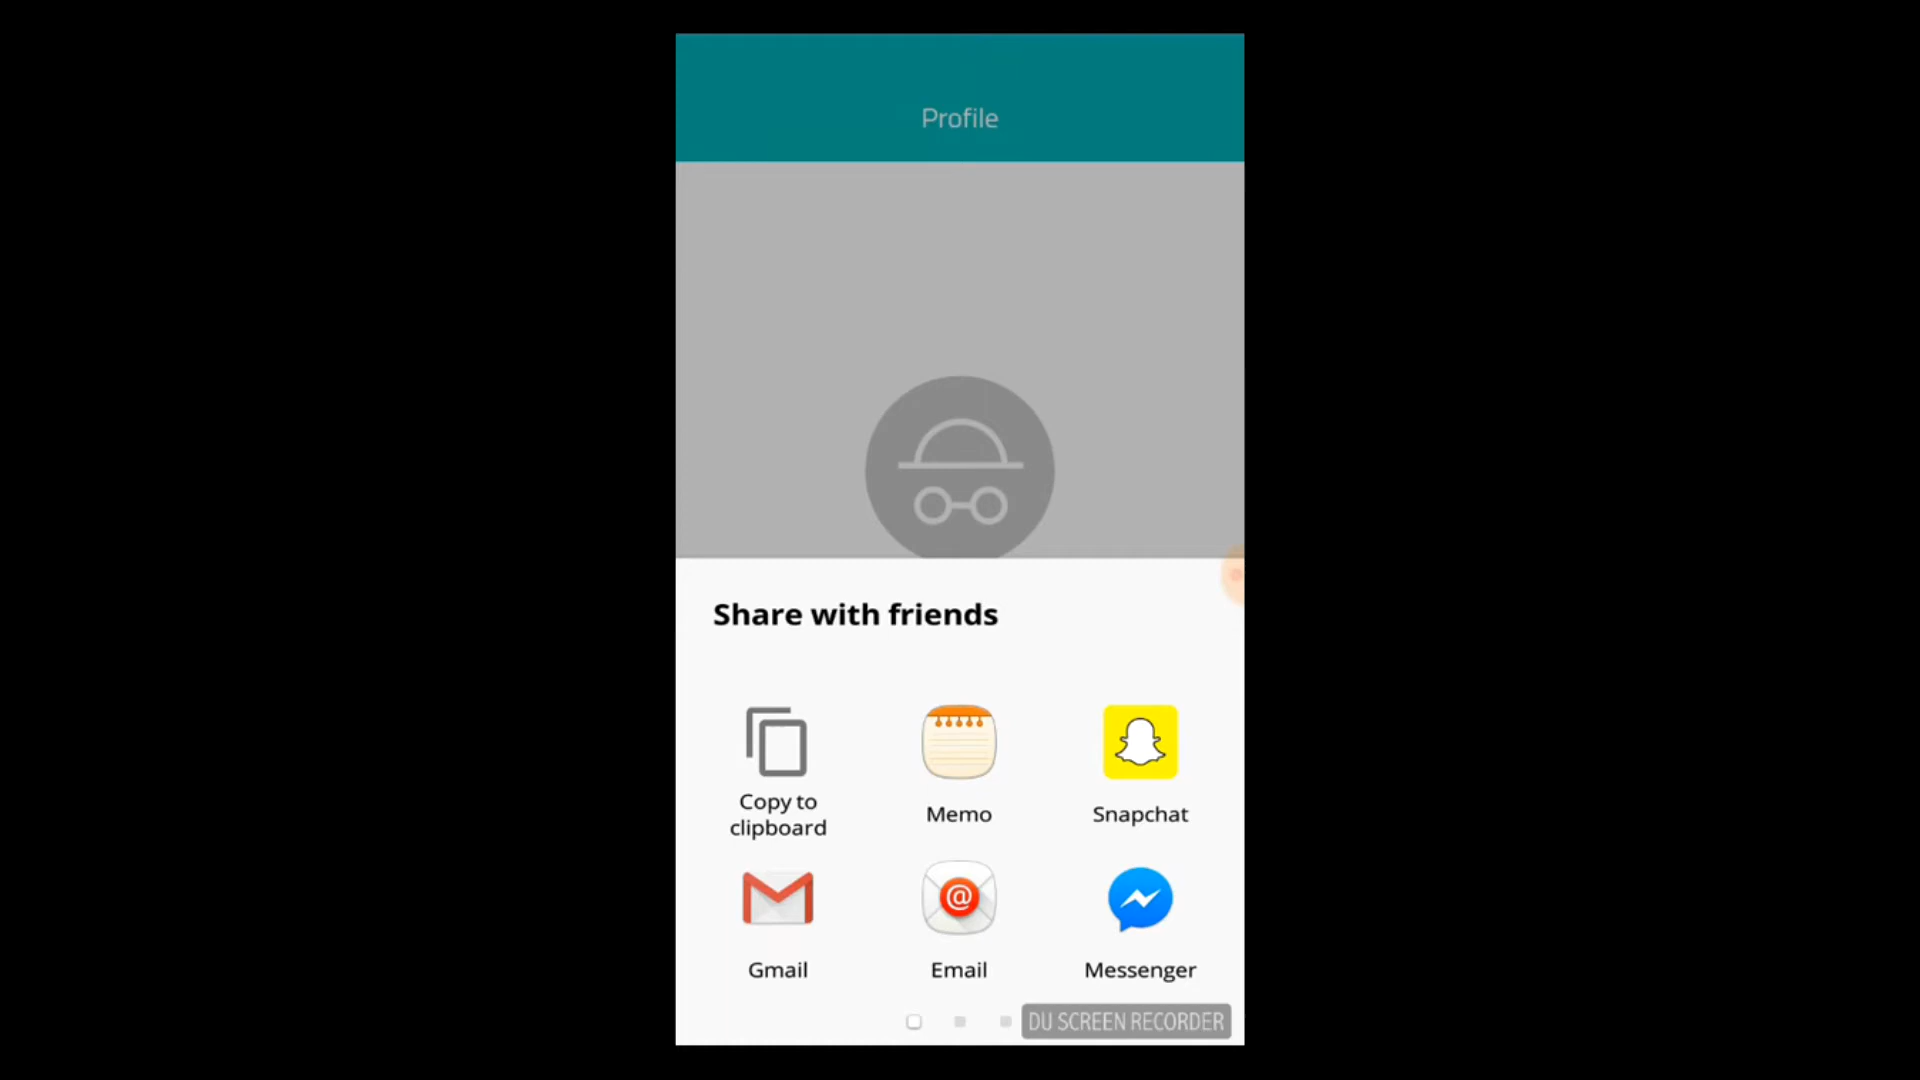 Profile
Share with friends
Copy to
clipboard
Memo
Snapchat
Gmail
Email
Messenger
DU SCREEN RECORDER